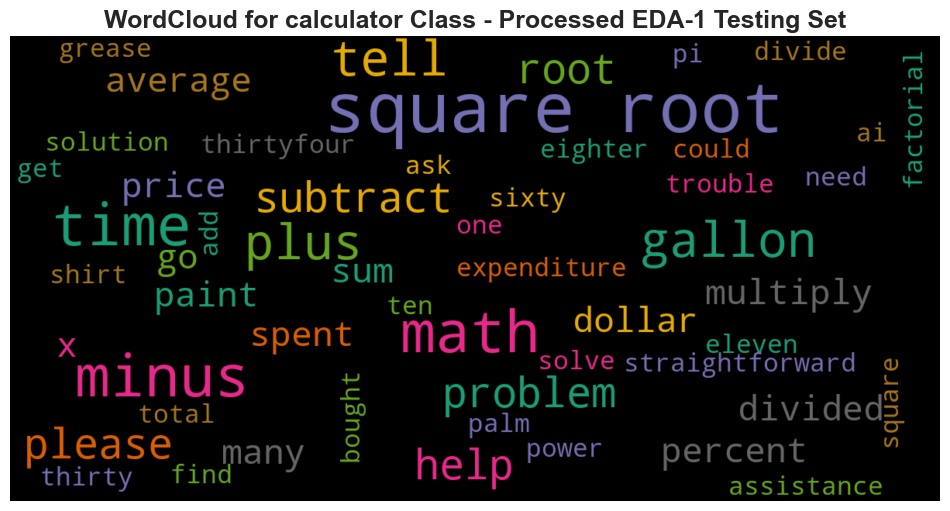 WordCloud for calculator Class - Processed EDA-1 Testing Set
grease
tell
root
pi
divide
average
square root
factorial
solution
thirtyfour
ask
eighter
could
ai
get
price
subtract
sixty
trouble
need
time
add
plus
one
gallon
go
shirt
sum
expenditure
paint
ten
multiply
spent
math
dollar
x
minus
solve
eleven
straightforward
total
bought
problem
divided
square
please
many
palm
power
percent
thirty
find
help
assistance